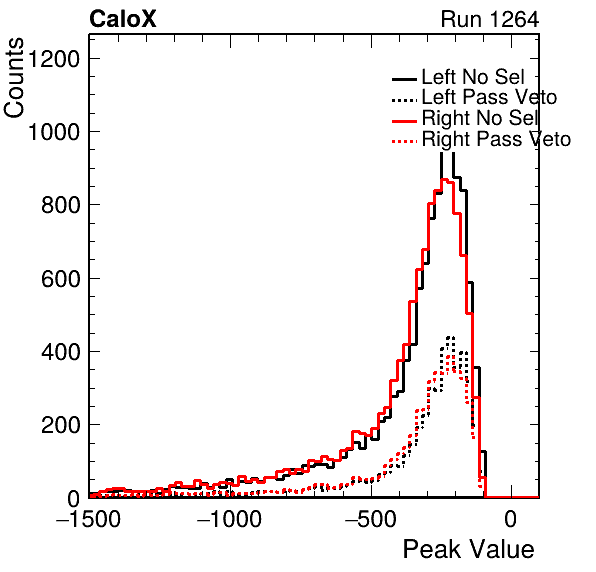 CaloX Run 1264
Counts
1200
1000
800
600
400
200
0
Left No Sel
Left Pass Veto
Right No Sel
Right Pass Veto
−1500 −1000 −500 0
Peak Value